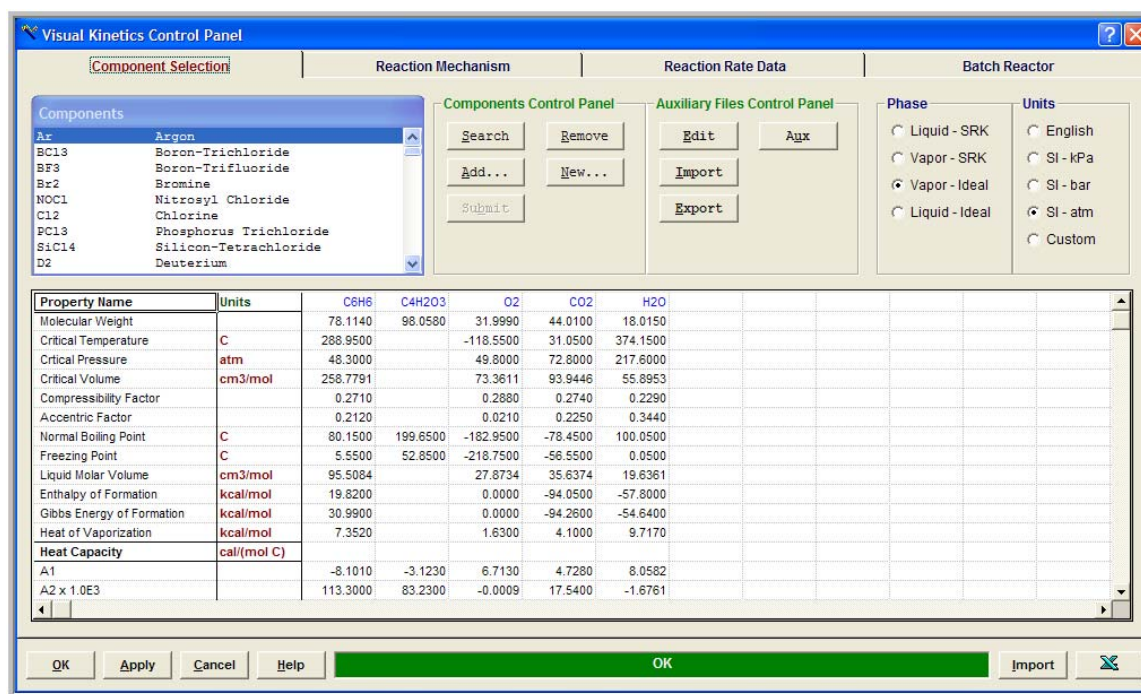 Visual Kinetics Control Panel
Component Selection Reaction Mechanism Reaction Rate Data Batch Reactor
Components
Ar Argon
BCl3 Boron-Trichloride
BF3 Boron-Trifluoride
Br2 Bromine
NOCl Nitrosyl Chloride
Cl2 Chlorine
PCl3 Phosphorus Trichloride
SiCl4 Silicon-Tetrachloride
D2 Deuterium
Components Control Panel
Search Remove
Add... New...
Submit
Auxiliary Files Control Panel
Edit Aux
Import
Export
Phase
Liquid - SRK
Vapor - SRK
Vapor - Ideal
Liquid - Ideal
Units
English
SI - kPa
SI - bar
SI - atm
Custom
Property Name Units C6H6 C4H2O3 O2 CO2 H2O
Molecular Weight 78.1140 98.0580 31.9990 44.0100 18.0150
Critical Temperature C 288.9500 -118.5500 31.0500 374.1500
Crtical Pressure atm 48.3000 49.8000 72.8000 217.6000
Critical Volume cm3/mol 258.7791 73.3611 93.9446 55.8953
Compressibility Factor 0.2710 0.2880 0.2740 0.2290
Accentric Factor 0.2120 0.0210 0.2250 0.3440
Normal Boiling Point C 80.1500 199.6500 -182.9500 -78.4500 100.0500
Freezing Point C 5.5500 52.8500 -218.7500 -56.5500 0.0500
Liquid Molar Volume cm3/mol 95.5084 27.8734 35.6374 19.6361
Enthalpy of Formation kcal/mol 19.8200 0.0000 -94.0500 -57.8000
Gibbs Energy of Formation kcal/mol 30.9900 0.0000 -94.2600 -54.6400
Heat of Vaporization kcal/mol 7.3520 1.6300 4.1000 9.7170
Heat Capacity cal/(mol C)
A1 -8.1010 -3.1230 6.7130 4.7280 8.0582
A2 x 1.0E3 113.3000 83.2300 -0.0009 17.5400 -1.6761
OK Apply Cancel Help OK Import